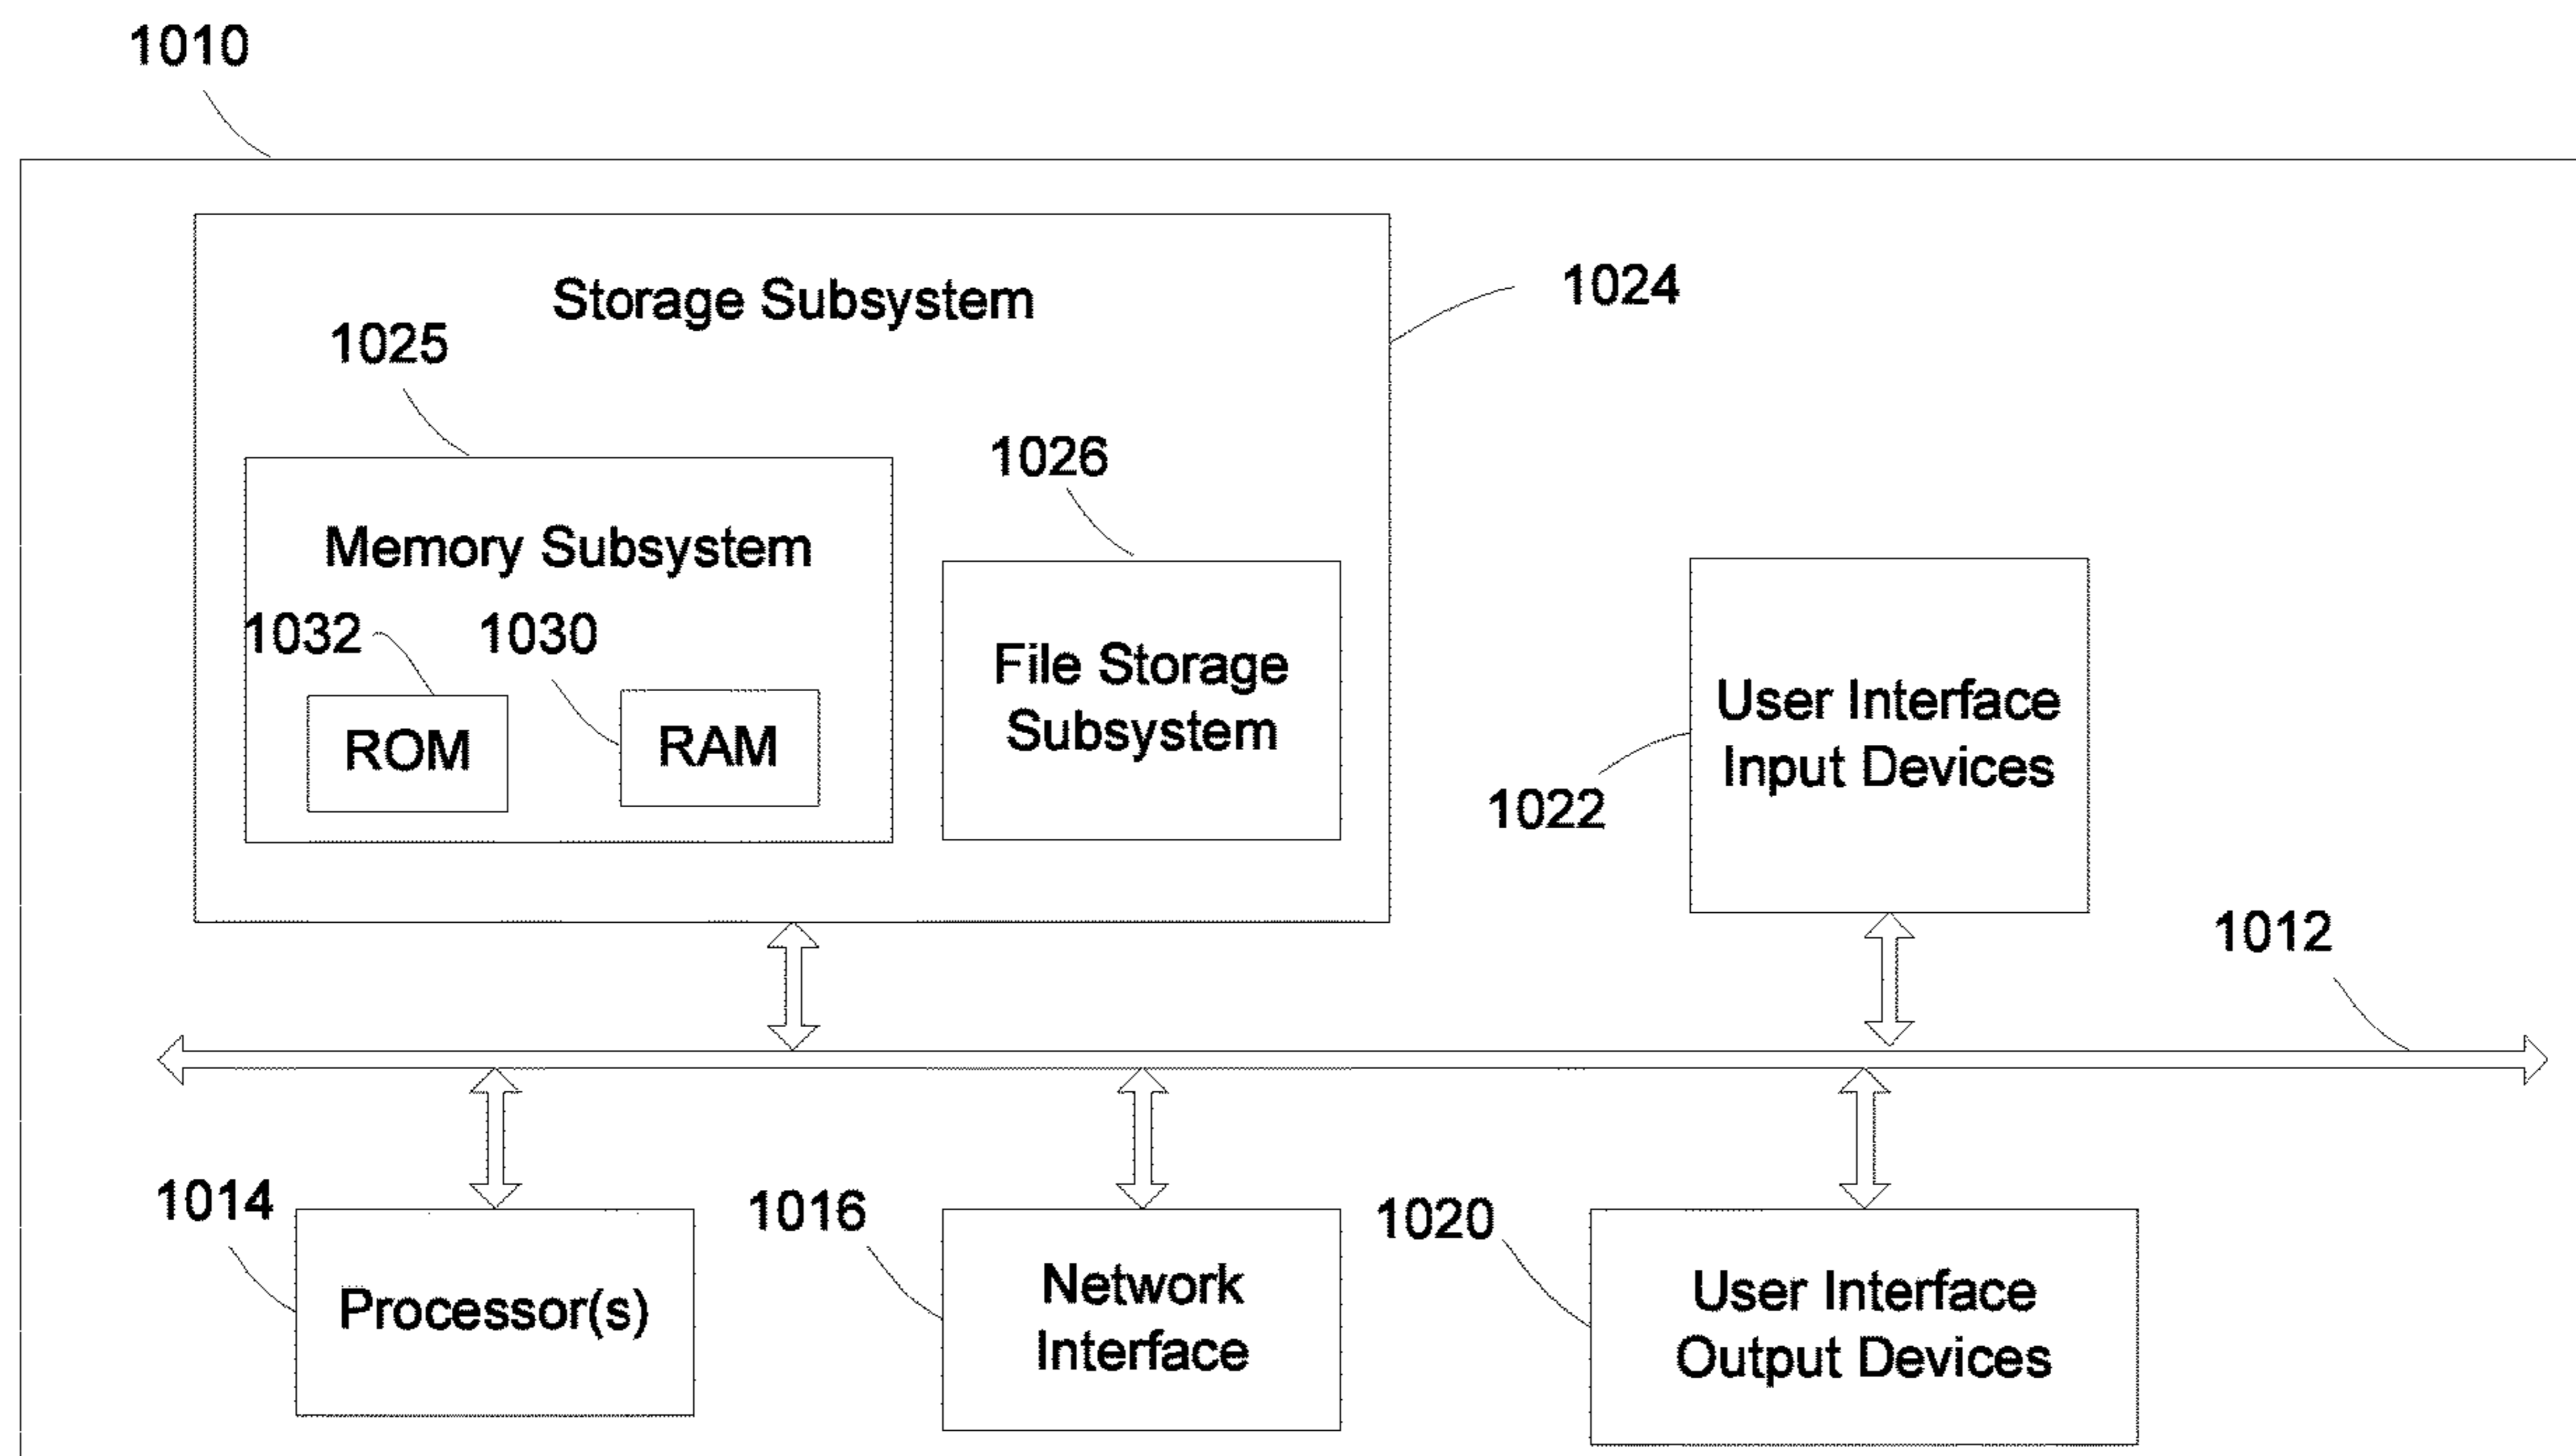 1010
Storage Subsystem
1024
1025
1026
Memory Subsystem
1032
1030
File Storage
Subsystem
ROM
RAM
User Interface
Input Devices
1022
1012
1014
Processor(s)
1016
Network
Interface
1020
User Interface
Output Devices